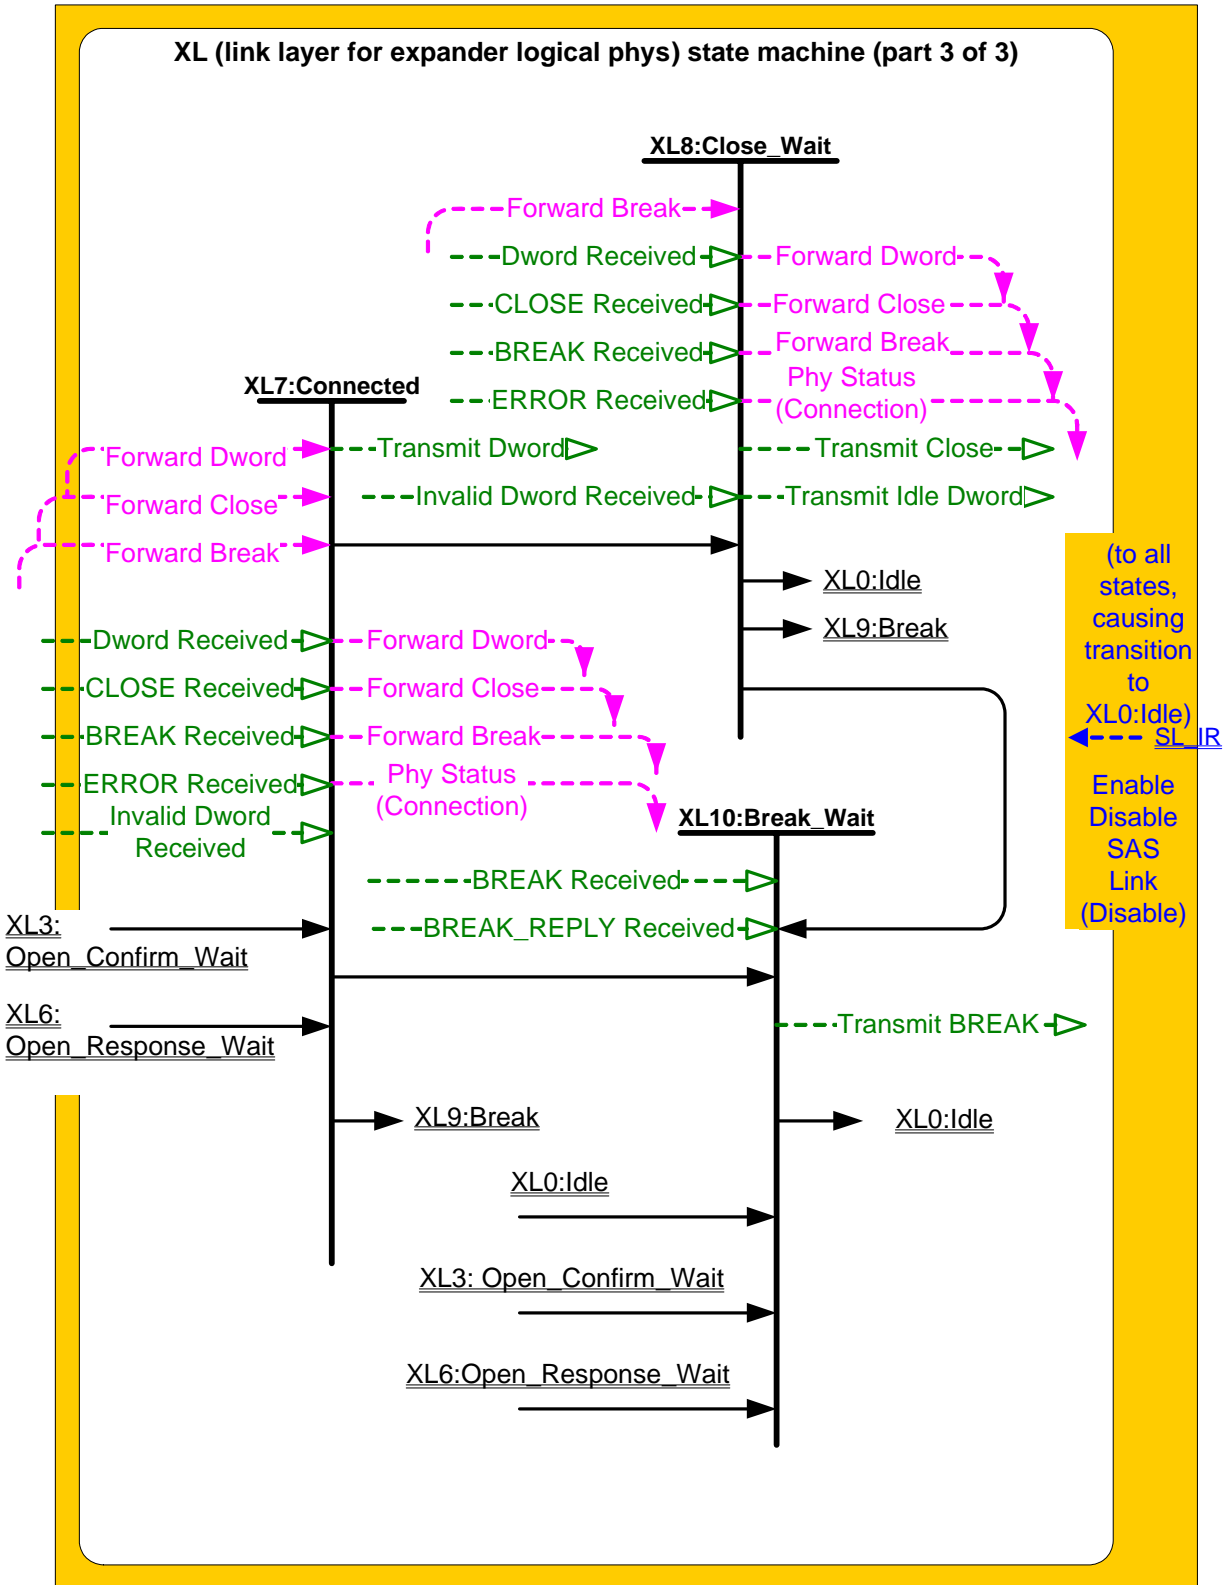 XL (link layer for expander logical phys) state machine (part 3 of 3)
XL8:Close_Wait
Forward Break
Dword Received
Forward Dword
CLOSE Received
Forward Close
BREAK Received
Forward Break
ERROR Received
Phy Status
(Connection)
Transmit Close
Invalid Dword Received
Transmit Idle Dword
XL0:Idle
XL9:Break
XL7:Connected
Forward Dword
Transmit Dword
Forward Close
Forward Break
Dword Received
Forward Dword
CLOSE Received
Forward Close
BREAK Received
Forward Break
ERROR Received
Phy Status
(Connection)
Invalid Dword
Received
XL3:
Open_Confirm_Wait
XL6:
Open_Response_Wait
XL9:Break
XL10:Break_Wait
BREAK Received
BREAK_REPLY Received
Transmit BREAK
XL0:Idle
XL0:Idle
XL3: Open_Confirm_Wait
XL6:Open_Response_Wait
(to all
states,
causing
transition
to
XL0:Idle)
SL_IR
Enable
Disable
SAS
Link
(Disable)